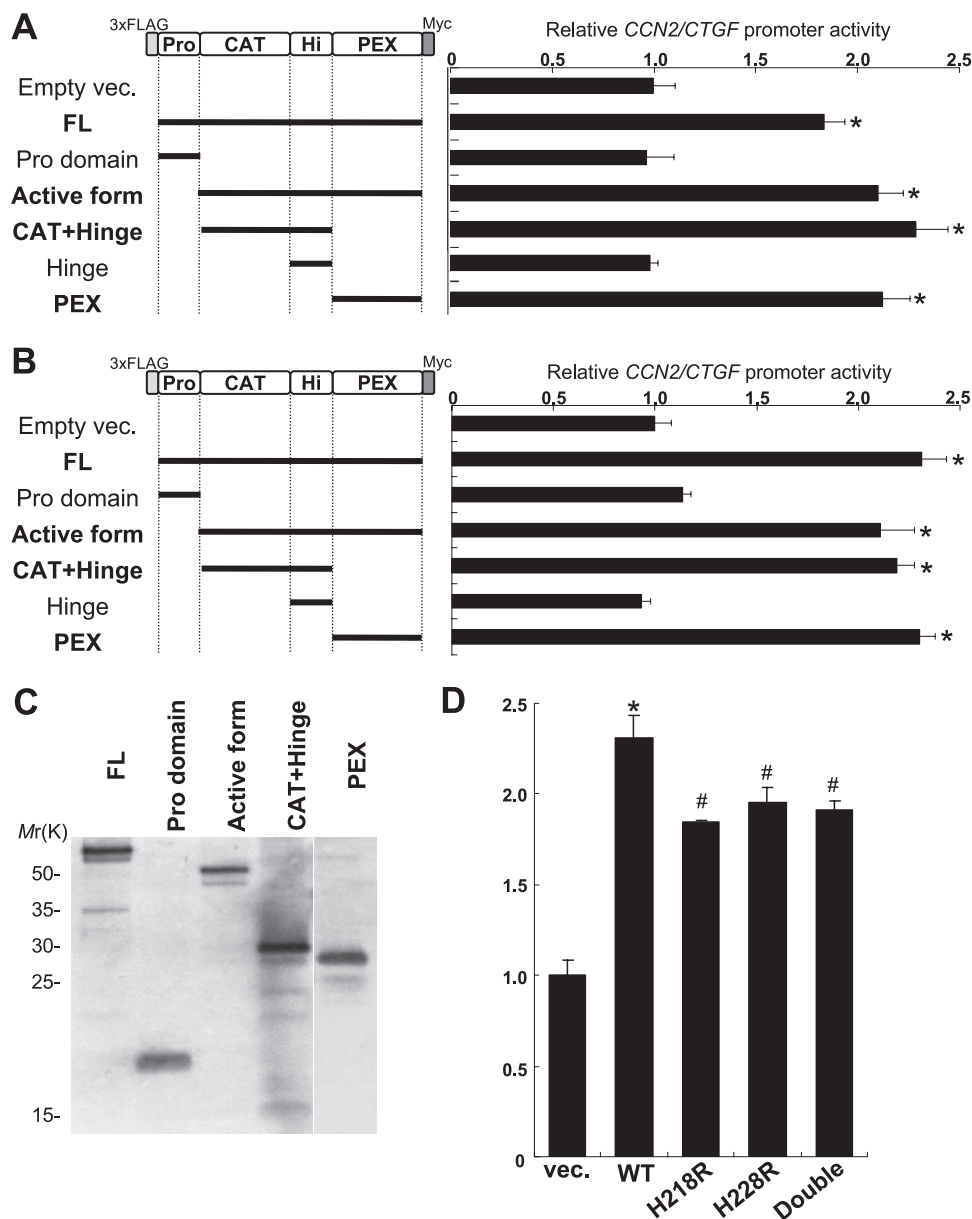 A
3xFLAG
Pro CAT Hi PEX
Myc
Relative CCN2/CTGF promoter activity
0 0.5 1.0 1.5 2.0 2.5
Empty vec.
FL *
Pro domain
Active form *
CAT+Hinge *
Hinge
PEX *
B
3xFLAG
Pro CAT Hi PEX
Myc
Relative CCN2/CTGF promoter activity
0 0.5 1.0 1.5 2.0 2.5
Empty vec.
FL *
Pro domain
Active form *
CAT+Hinge *
Hinge
PEX *
C
FL
Pro domain
Active form
CAT+Hinge
PEX
Mr(K)
50-
35-
30-
25-
15-
D
2.5
2.0
1.5
1.0
0.5
0
*
#
#
#
vec. WT H218R H228R Double